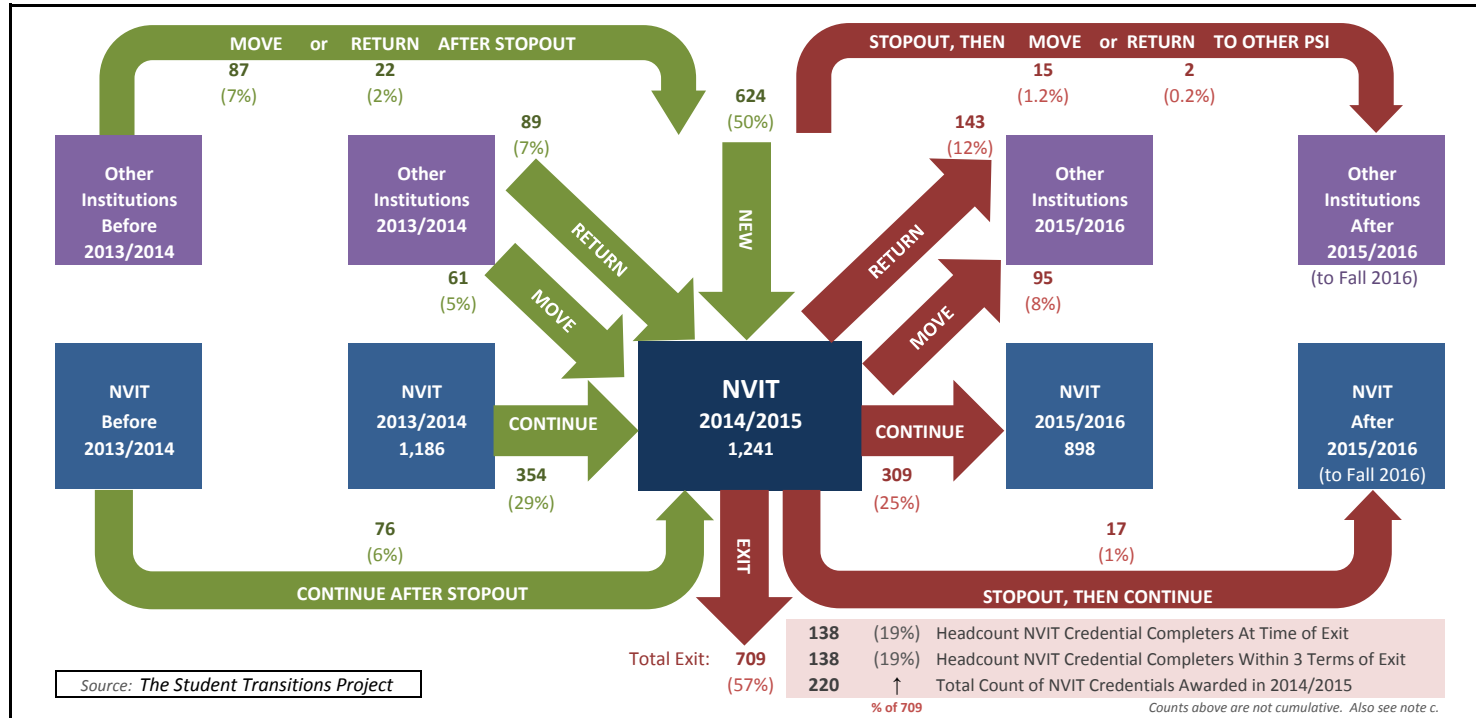 MOVE or RETURN AFTER STOPOUT
87 22
(7%) (2%)
STOPOUT, THEN MOVE or RETURN TO OTHER PSI
15 2
(1.2%) (0.2%)
624
(50%)
89
(7%)
143
(12%)
Other
Institutions
Before
2013/2014
Other
Institutions
2013/2014
NEW
RETURN
RETURN
Other
Institutions
2015/2016
Other
Institutions
After
2015/2016
(to Fall 2016)
61
(5%)
MOVE
MOVE
95
(8%)
NVIT
Before
2013/2014
NVIT
2013/2014
1,186
CONTINUE
354
(29%)
NVIT
2014/2015
1,241
CONTINUE
309
(25%)
NVIT
2015/2016
898
NVIT
After
2015/2016
(to Fall 2016)
76
(6%)
CONTINUE AFTER STOPOUT
EXIT
17
(1%)
STOPOUT, THEN CONTINUE
Total Exit: 709
(57%)
138 (19%) Headcount NVIT Credential Completers At Time of Exit
138 (19%) Headcount NVIT Credential Completers Within 3 Terms of Exit
220 ↑ Total Count of NVIT Credentials Awarded in 2014/2015
% of 709
Counts above are not cumulative. Also see note c.
Source: The Student Transitions Project